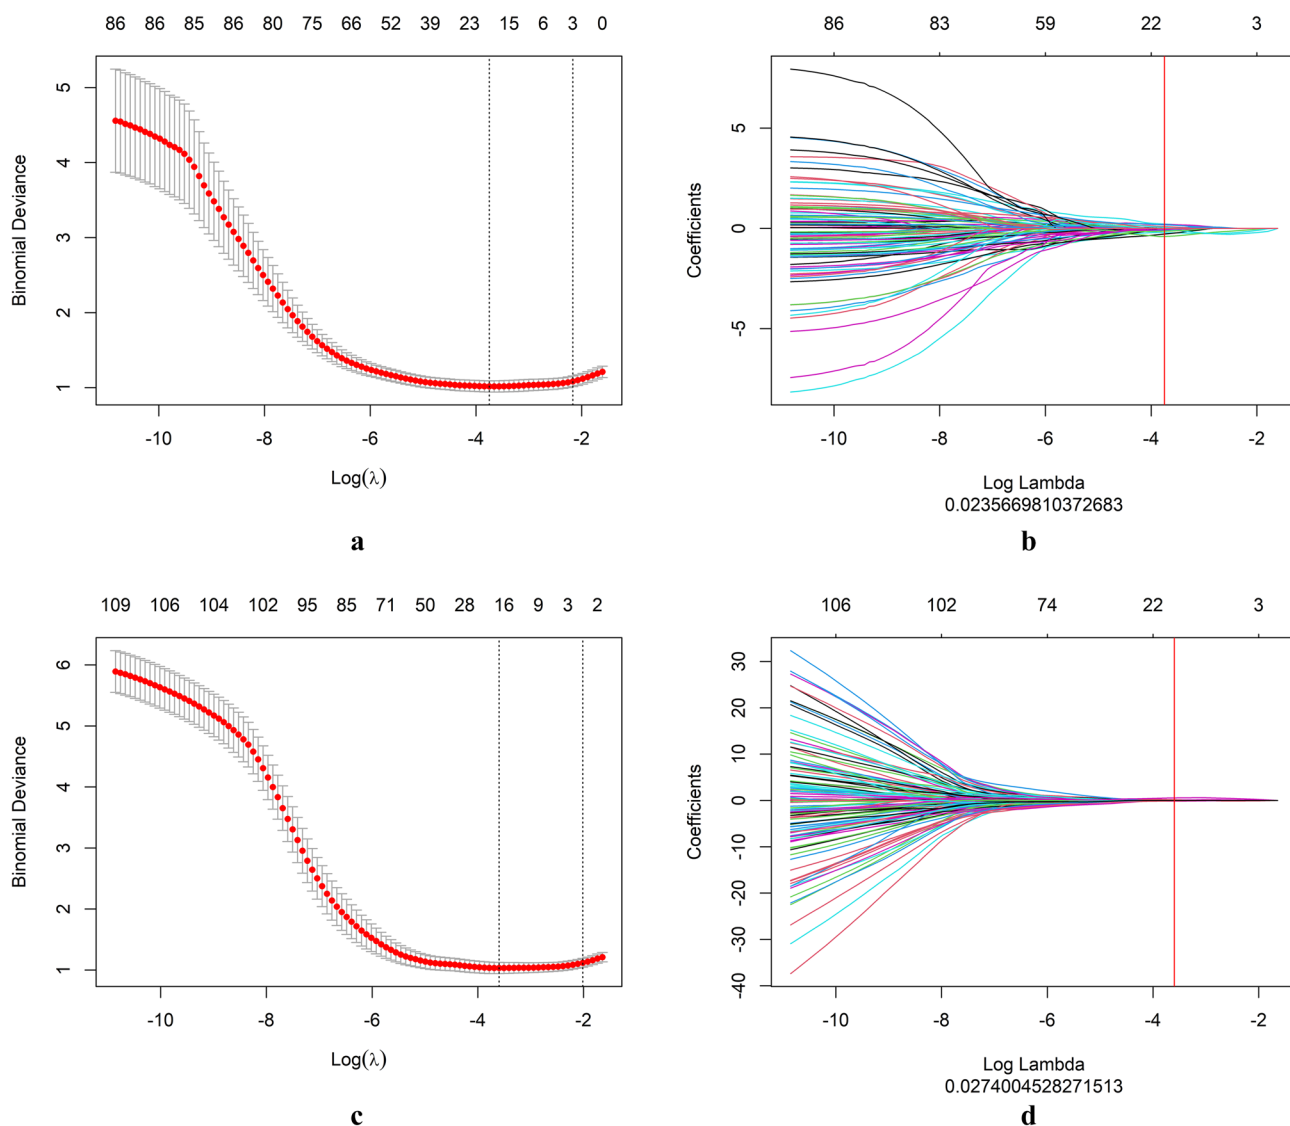 86 86 85 86 80 75 66 52 39 23 15 6 3 0
Binomial Deviance
5
4
3
2
1
-10 -8 -6 -4 -2
Log(λ)
a
86 83 59 22 3
Coefficients
5
0
-5
-10 -8 -6 -4 -2
Log Lambda
0.0235669810372683
b
109 106 104 102 95 85 71 50 28 16 9 3 2
Binomial Deviance
6
5
4
3
2
1
-10 -8 -6 -4 -2
Log(λ)
c
106 102 74 22 3
Coefficients
30
20
10
0
-10
-20
-30
-40
-10 -8 -6 -4 -2
Log Lambda
0.0274004528271513
d